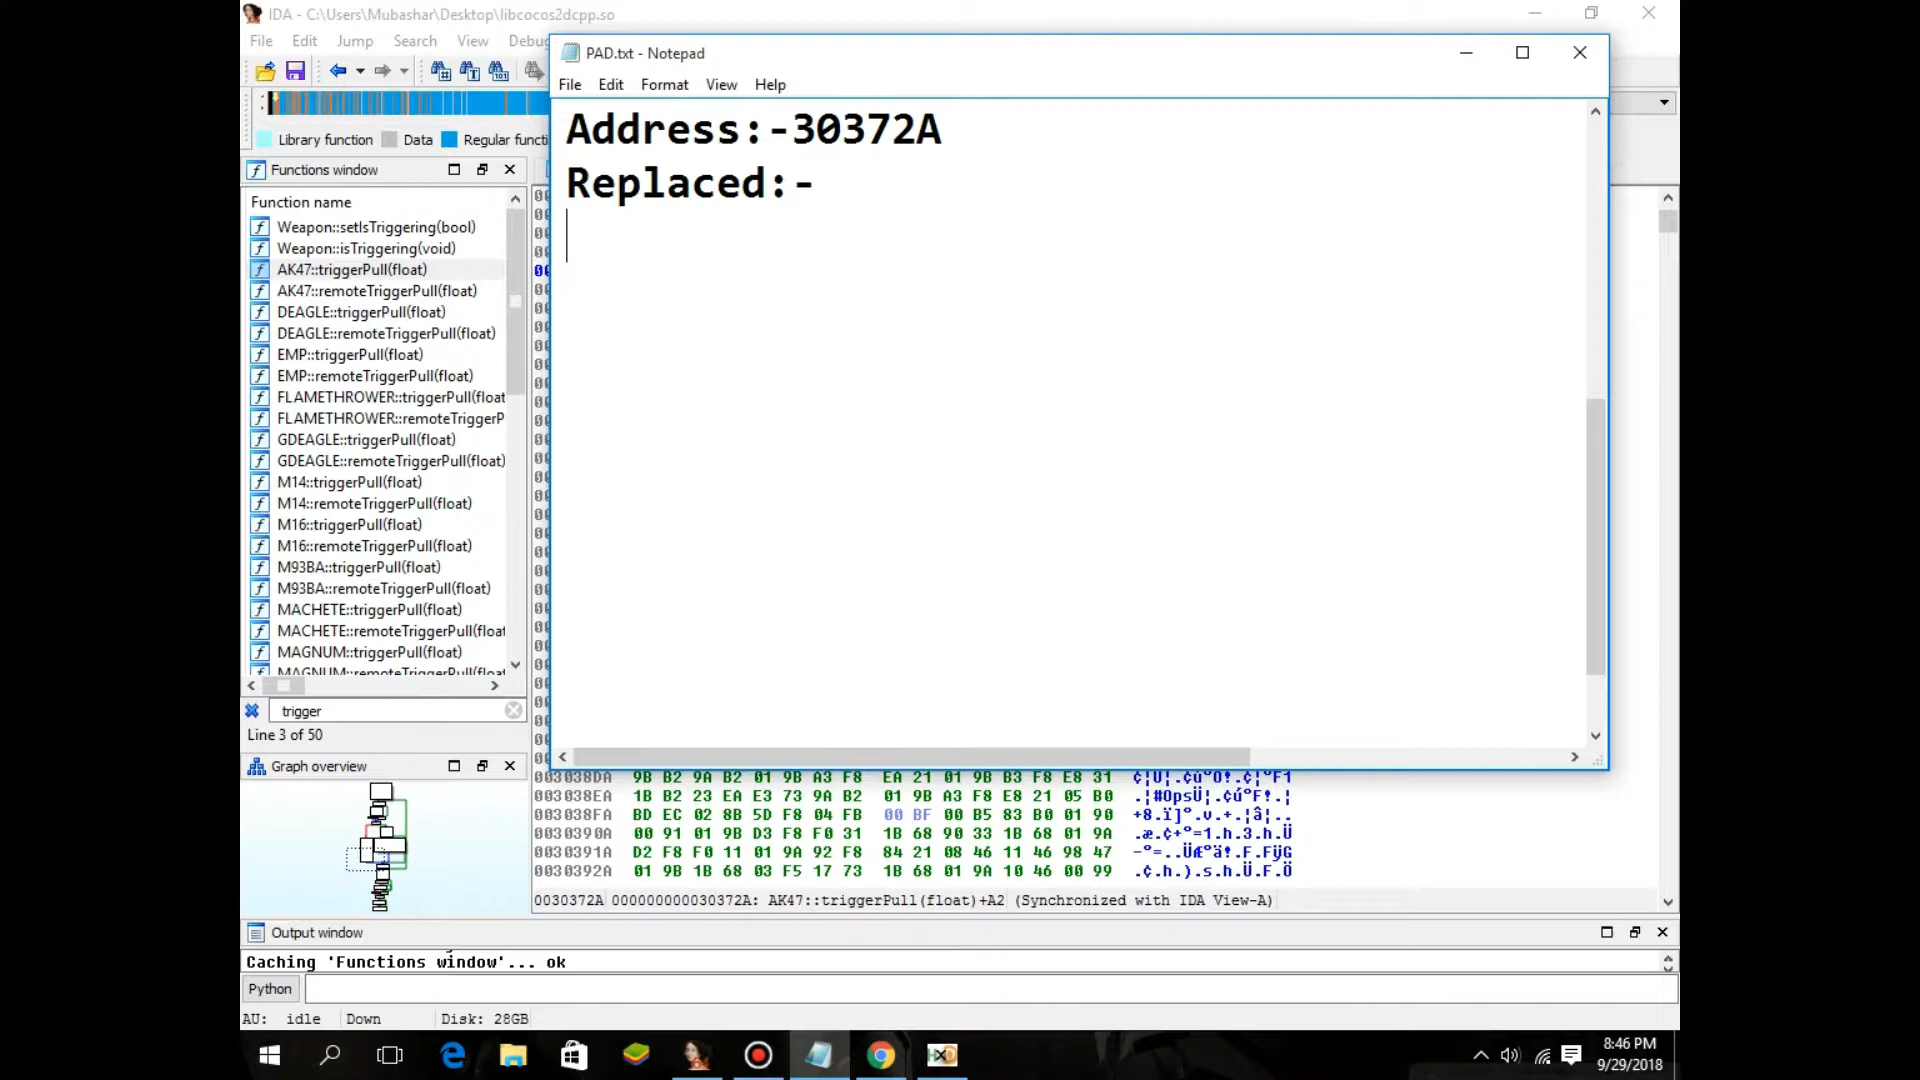 IDA - C:\Users\Mubashar\Desktop\libcocos2dcpp.so
File Edit Jump Search View Debug
PAD.txt - Notepad
File Edit Format View Help
Address:-30372A
Replaced:-
Library function Data Regular functi
Functions window
Function name
Weapon::setIsTriggering(bool)
Weapon::isTriggering(void)
AK47::triggerPull(float)
AK47::remoteTriggerPull(float)
DEAGLE::triggerPull(float)
DEAGLE::remoteTriggerPull(float)
EMP::triggerPull(float)
EMP::remoteTriggerPull(float)
FLAMETHROWER::triggerPull(float
FLAMETHROWER::remoteTriggerP
GDEAGLE::triggerPull(float)
GDEAGLE::remoteTriggerPull(float)
M14::triggerPull(float)
M14::remoteTriggerPull(float)
M16::triggerPull(float)
M16::remoteTriggerPull(float)
M93BA::triggerPull(float)
M93BA::remoteTriggerPull(float)
MACHETE::triggerPull(float)
MACHETE::remoteTriggerPull(float
MAGNUM::triggerPull(float)
MAGNUM::remoteTriggerPull(float)
trigger
Line 3 of 50
Graph overview
003038DA 9B B2 9A B2 01 9B A3 F8 EA 21 01 9B B3 F8 E8 31
003038EA 1B B2 23 EA E3 73 9A B2 01 9B A3 F8 E8 21 05 B0
003038FA BD EC 02 8B 5D F8 04 FB 00 BF 00 B5 83 B0 01 90
0030390A 00 91 01 9B D3 F8 F0 31 1B 68 90 33 1B 68 01 9A
0030391A D2 F8 F0 11 01 9A 92 F8 84 21 08 46 11 46 98 47
0030392A 01 9B 1B 68 03 F5 17 73 1B 68 01 9A 10 46 00 99
0030372A 000000000030372A: AK47::triggerPull(float)+A2 (Synchronized with IDA View-A)
Output window
Caching 'Functions window'... ok
Python
AU: idle Down Disk: 28GB
8:46 PM
9/29/2018